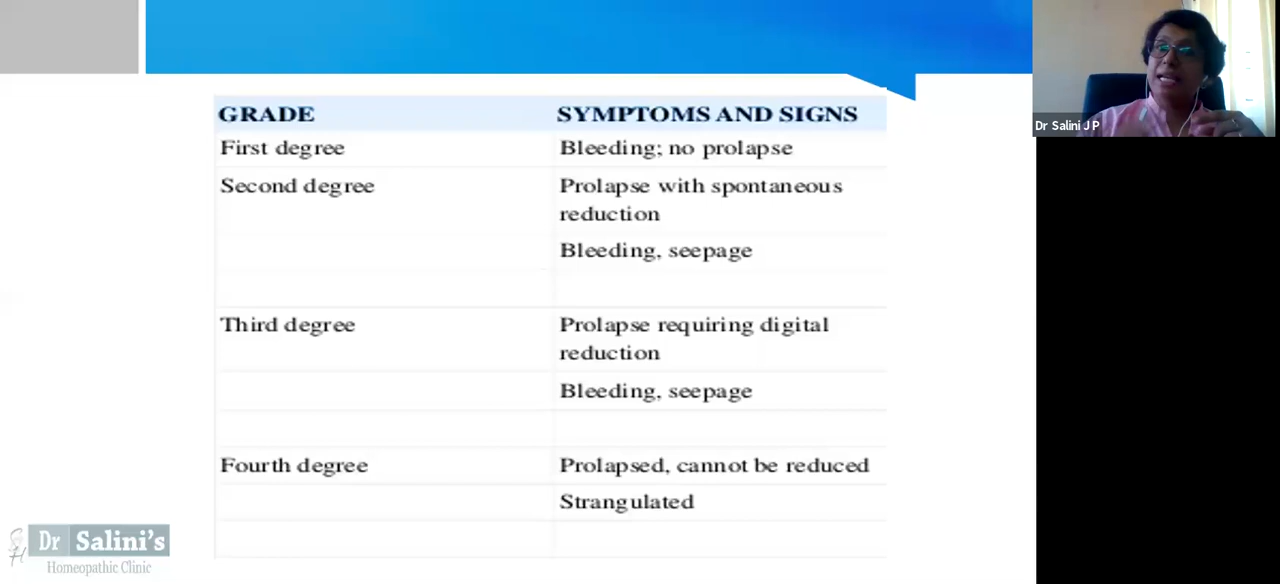 GRADE SYMPTOMS AND SIGNS
First degree Bleeding; no prolapse
Second degree Prolapse with spontaneous
reduction
Bleeding, seepage
Third degree Prolapse requiring digital
reduction
Bleeding, seepage
Fourth degree Prolapsed, cannot be reduced
Strangulated
Dr Salini J P
SH
Dr Salini's
Homeopathic Clinic